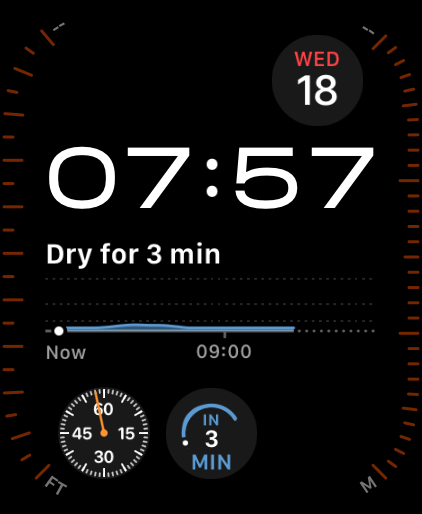 --
--
WED
18
07:57
Dry for 3 min
Now
09:00
60
45
15
30
IN
3
MIN
FT
M